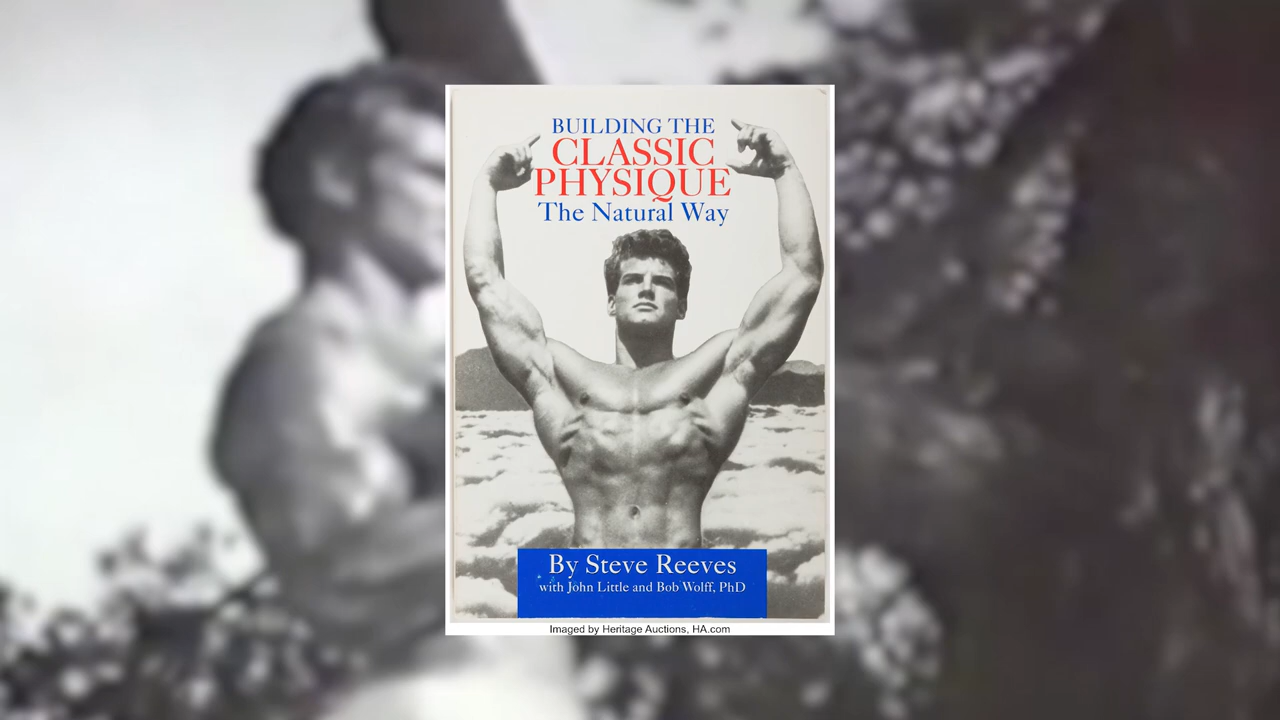 BUILDING THE
CLASSIC
PHYSIQUE
The Natural Way
By Steve Reeves
with John Little and Bob Wolff, PhD
Imaged by Heritage Auctions, HA.com